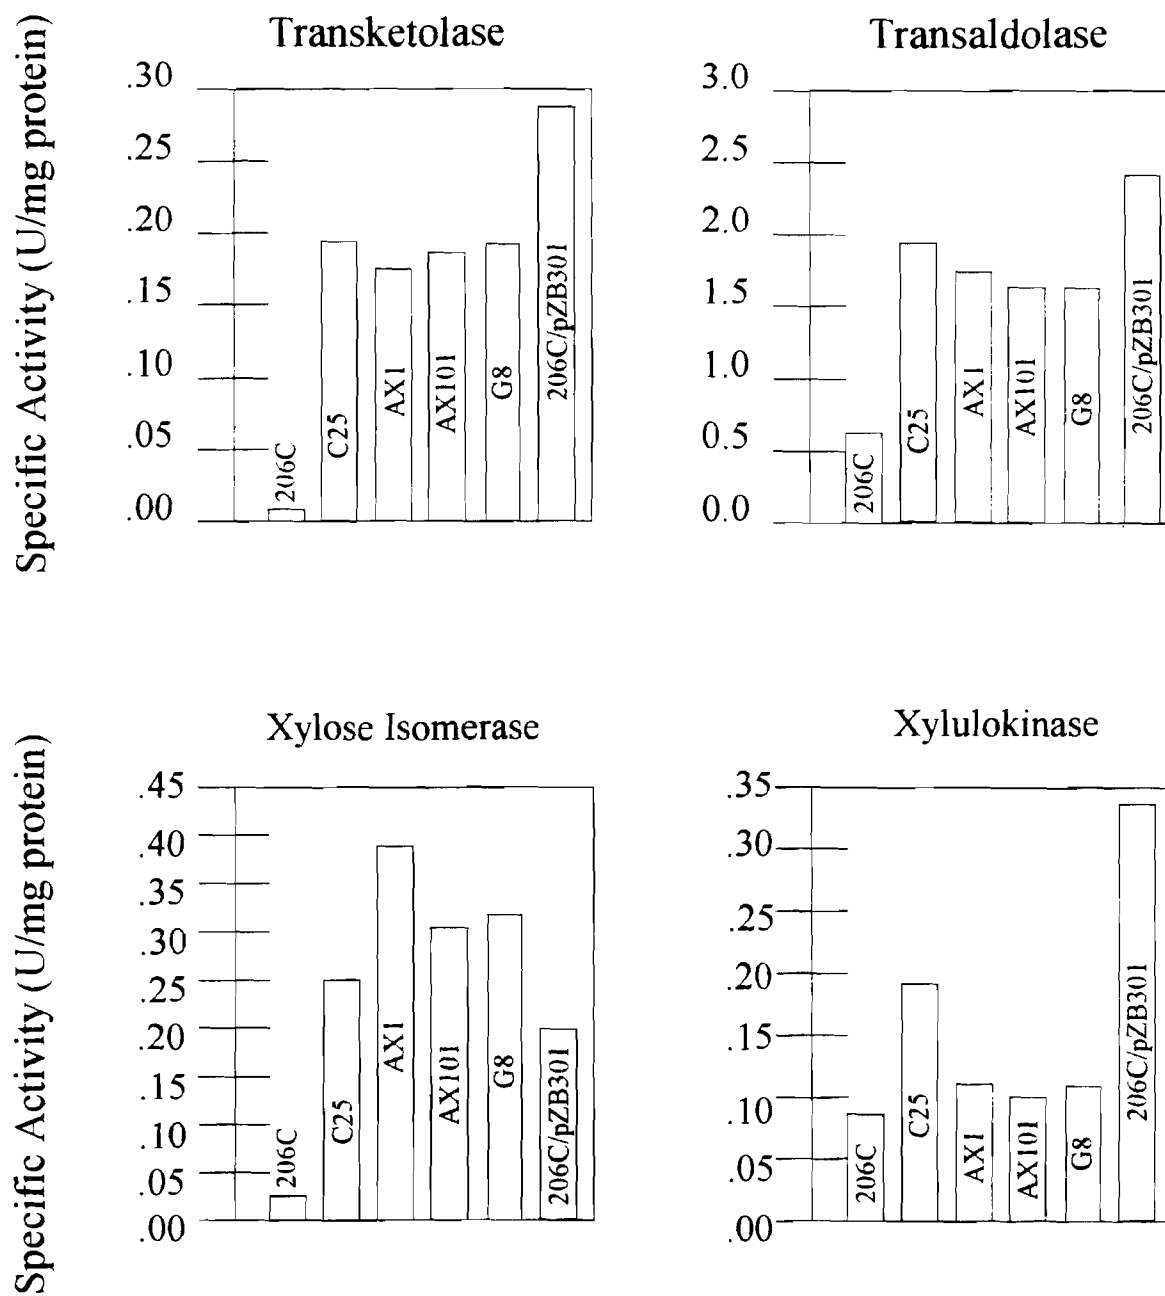 Transketolase
Specific Activity (U/mg protein)
.30
.25
.20
.15
.10
.05
.00
206C
C25
AX1
AX101
G8
206C/pZB301
Transaldolase
3.0
2.5
2.0
1.5
1.0
0.5
0.0
206C
C25
AX1
AX101
G8
206C/pZB301
Xylose Isomerase
Specific Activity (U/mg protein)
.45
.40
.35
.30
.25
.20
.15
.10
.05
.00
206C
C25
AX1
AX101
G8
206C/pZB301
Xylulokinase
.35
.30
.25
.20
.15
.10
.05
.00
206C
C25
AX1
AX101
G8
206C/pZB301